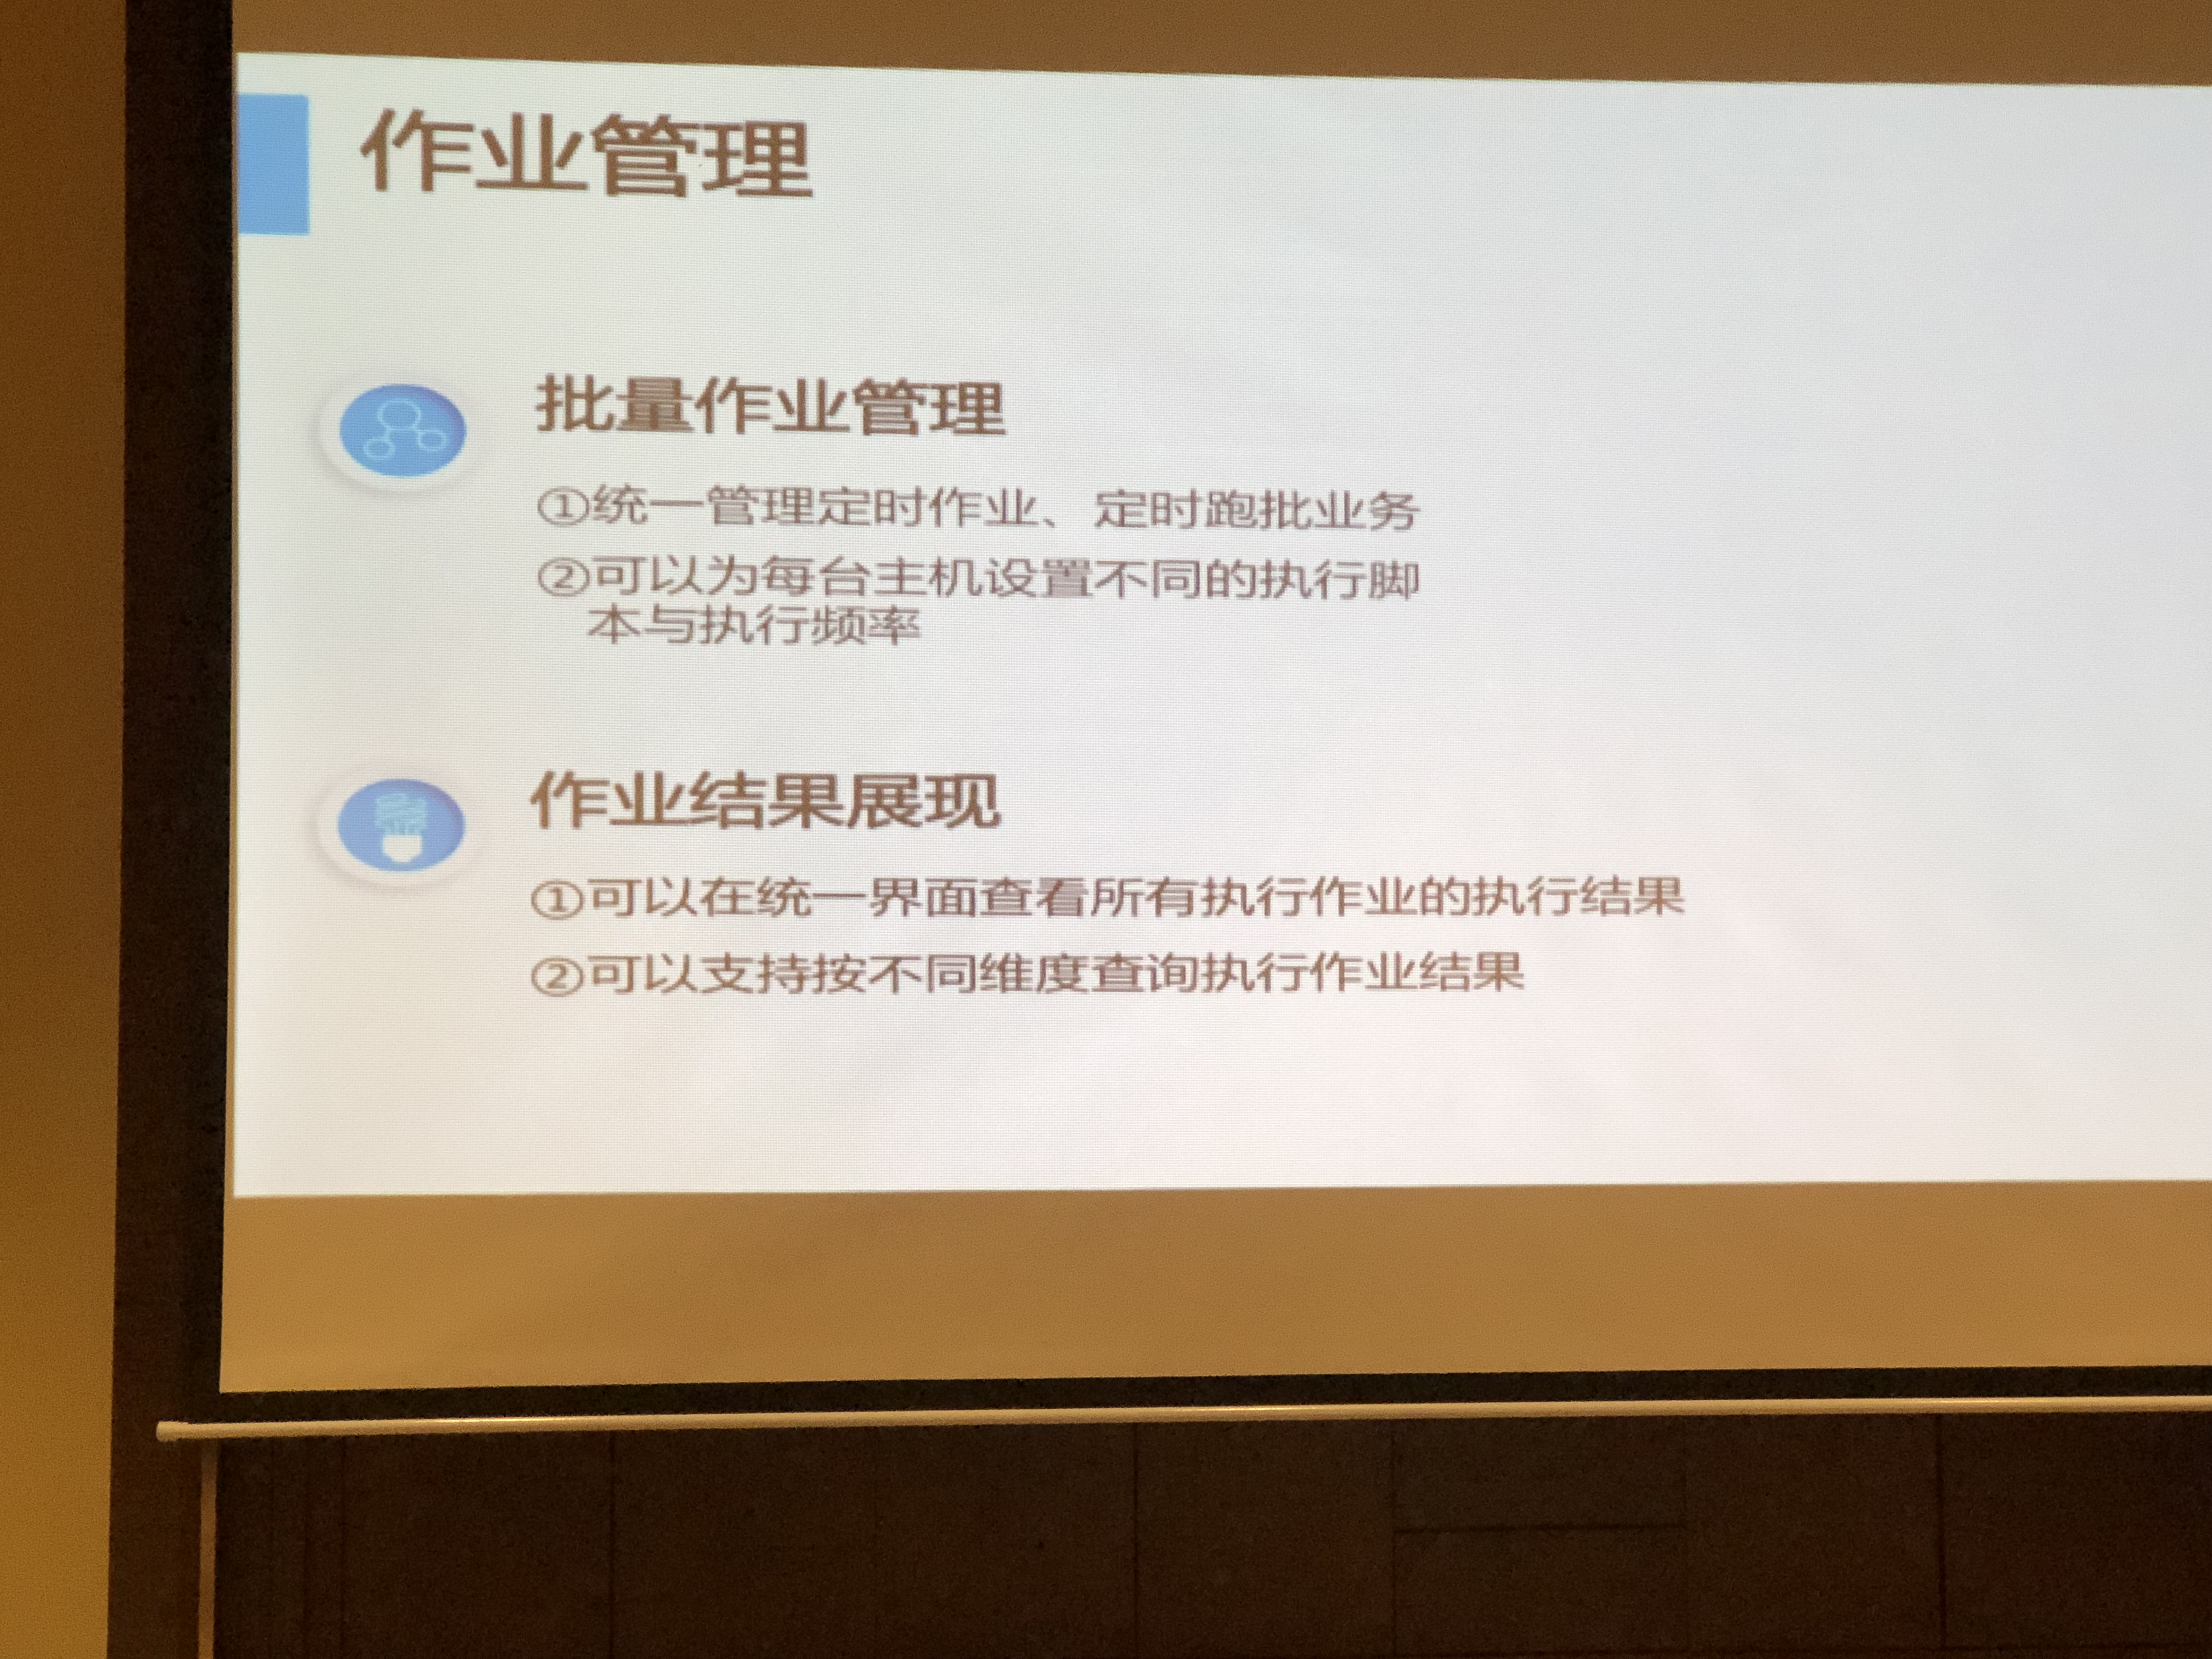 作业管理
批量作业管理
①统一管理定时作业、定时跑批业务
②可以为每台主机设置不同的执行脚
本与执行频率
作业结果展现
①可以在统一界面查看所有执行作业的执行结果
②可以支持按不同维度查询执行作业结果